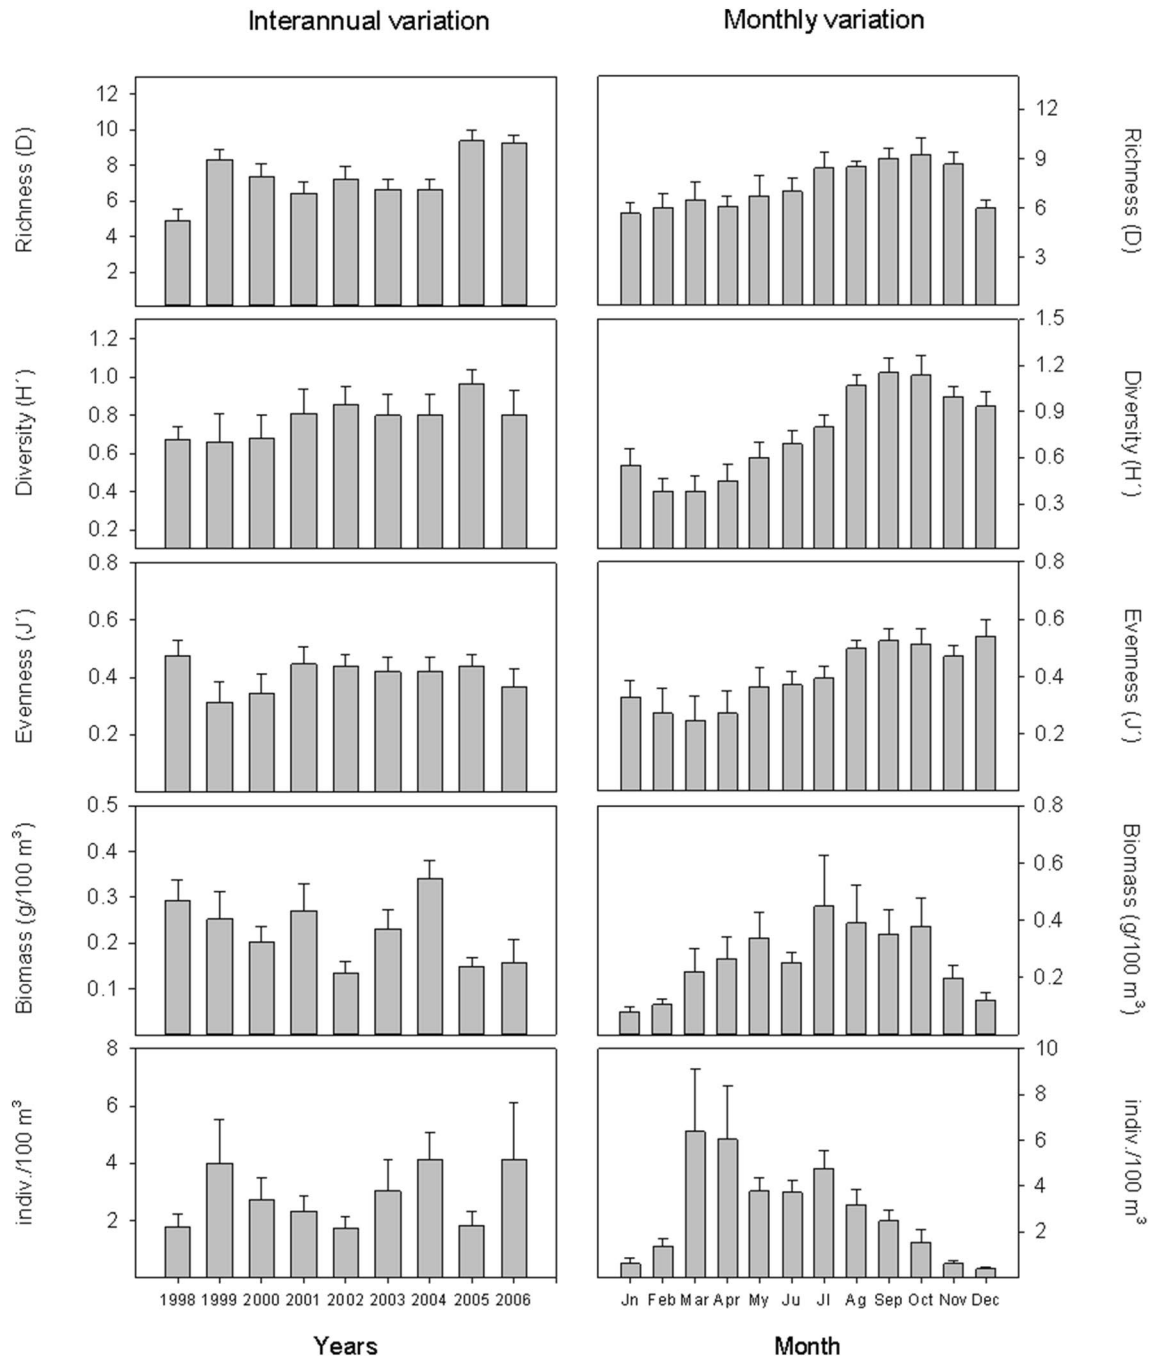 Interannual variation
Monthly variation
Richness (D)
12
10
8
6
4
2
12
9
6
3
Richness (D)
Diversity (H´)
1.2
1.0
0.8
0.6
0.4
0.2
1.5
1.2
0.9
0.6
0.3
Diversity (H´)
Evenness (J´)
0.8
0.6
0.4
0.2
0.8
0.6
0.4
0.2
Evenness (J´)
Biomass (g/100 m³)
0.5
0.4
0.3
0.2
0.1
0.8
0.6
0.4
0.2
Biomass (g/100 m³)
indiv./100 m³
8
6
4
2
10
8
6
4
2
indiv./100 m³
1998 1999 2000 2001 2002 2003 2004 2005 2006
Jn Feb Mar Apr My Ju Jl Ag Sep Oct Nov Dec
Years
Month